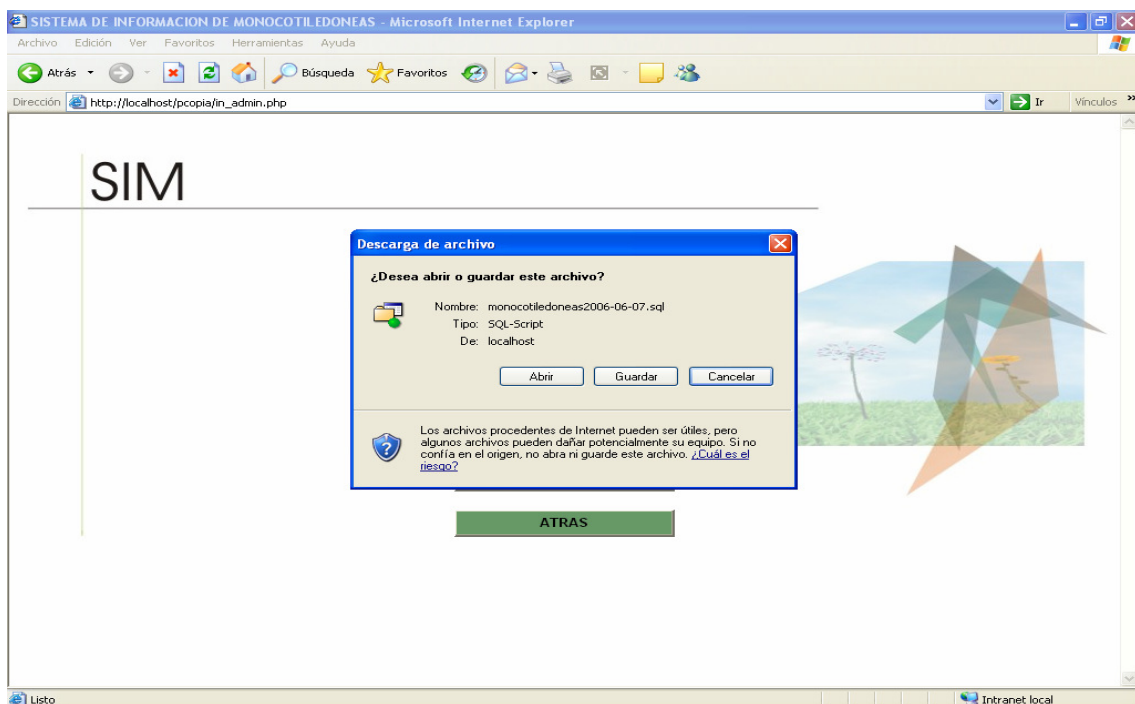 SISTEMA DE INFORMACION DE MONOCOTILEDONEAS - Microsoft Internet Explorer
Archivo Edición Ver Favoritos Herramientas Ayuda
Atrás Búsqueda Favoritos
Dirección http://localhost/pcopia/in_admin.php Ir Vínculos »
SIM
Descarga de archivo
¿Desea abrir o guardar este archivo?
Nombre: monocotiledoneas2006-06-07.sql
Tipo: SQL-Script
De: localhost
Abrir Guardar Cancelar
Los archivos procedentes de Internet pueden ser útiles, pero
algunos archivos pueden dañar potencialmente su equipo. Si no
confía en el origen, no abra ni guarde este archivo. ¿Cuál es el
riesgo?
ATRAS
Listo Intranet local